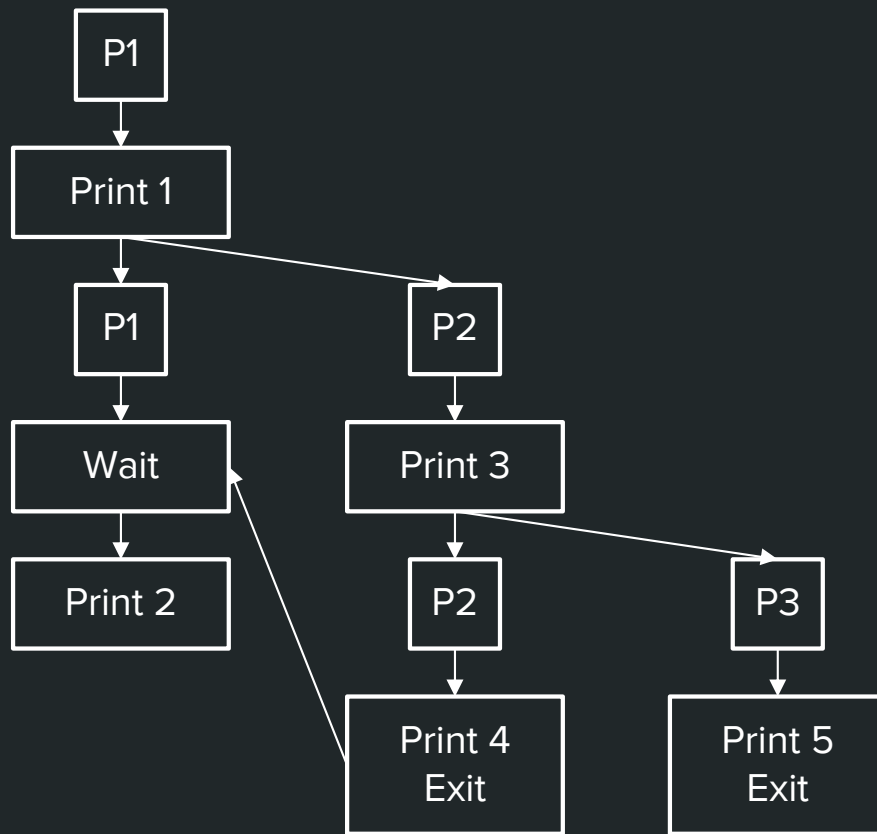 P1
Print 1
P1
P2
Wait
Print 3
Print 2
P2
P3
Print 4
Exit
Print 5
Exit